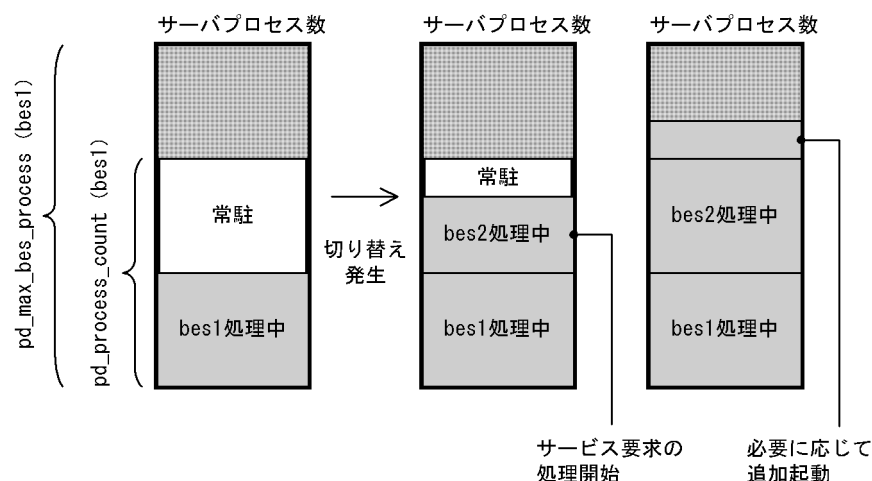 サーバプロセス数
サーバプロセス数
サーバプロセス数
pd_max_bes_process (bes1)
pd_process_count (bes1)
常駐
bes1処理中
切り替え
発生
常駐
bes2処理中
bes1処理中
bes2処理中
bes1処理中
サービス要求の
処理開始
必要に応じて
追加起動